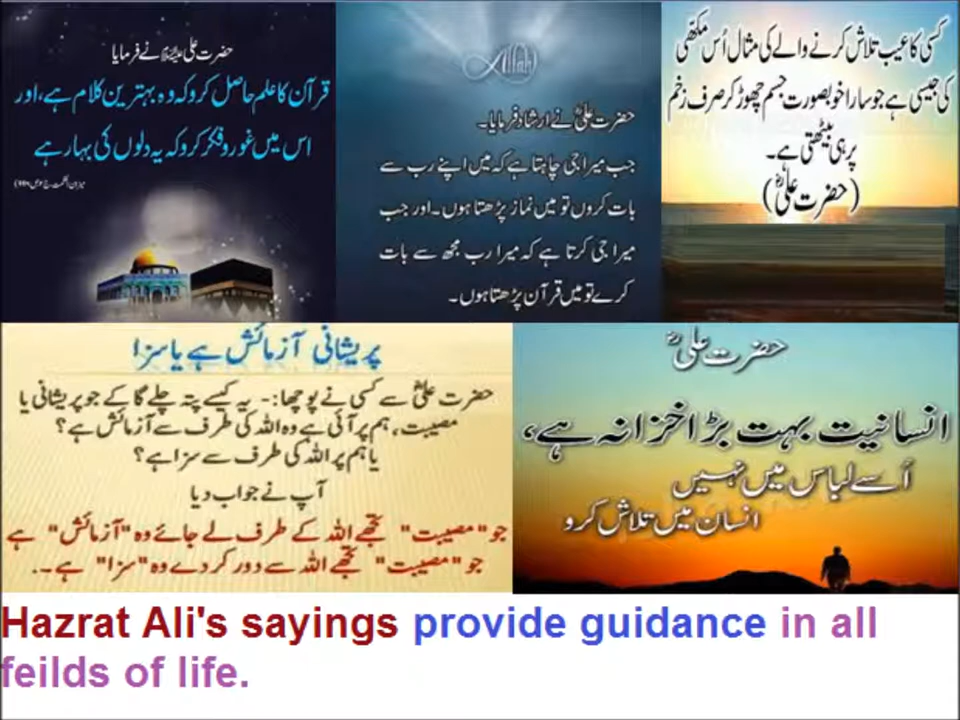 حضرت علی علیہ السلام نے فرمایا
قرآن کا علم حاصل کرو کہ وہ بہترین کلام ہے، اور
اس میں غور و فکر کرو کہ یہ دلوں کی بہار ہے
Allah
حضرت علیؓ نے ارشاد فرمایا۔
جب میرا جی چاہتا ہے کہ میں اپنے رب سے
بات کروں تو میں نماز پڑھتا ہوں۔ اور جب
میرا جی کرتا ہے کہ میرا رب مجھ سے بات
کرے تو میں قرآن پڑھتا ہوں۔
کسی کا عیب تلاش کرنے والے کی مثال اُس مکھی
کی جیسی ہے جو سارا خوبصورت جسم چھوڑ کر صرف زخم
پر ہی بیٹھتی ہے۔
(حضرت علیؓ)
پریشانی آزمائش ہے یا سزا
حضرت علیؓ سے کسی نے پوچھا:- یہ کیسے پتہ چلے گا کے جو پریشانی یا
مصیبت، ہم پر آئی ہے وہ اللہ کی طرف سے آزمائش ہے؟
یا ہم پر اللہ کی طرف سے سزا ہے؟
آپ نے جواب دیا
جو "مصیبت" تجھے اللہ کے طرف لے جائے وہ "آزمائش" ہے
جو "مصیبت" تجھے اللہ سے دور کر دے وہ "سزا" ہے۔.
حضرت علیؓ
انسانیت بہت بڑا خزانہ ہے،
اُسے لباس میں نہیں
انسان میں تلاش کرو
Hazrat Ali's sayings provide guidance in all
feilds of life.